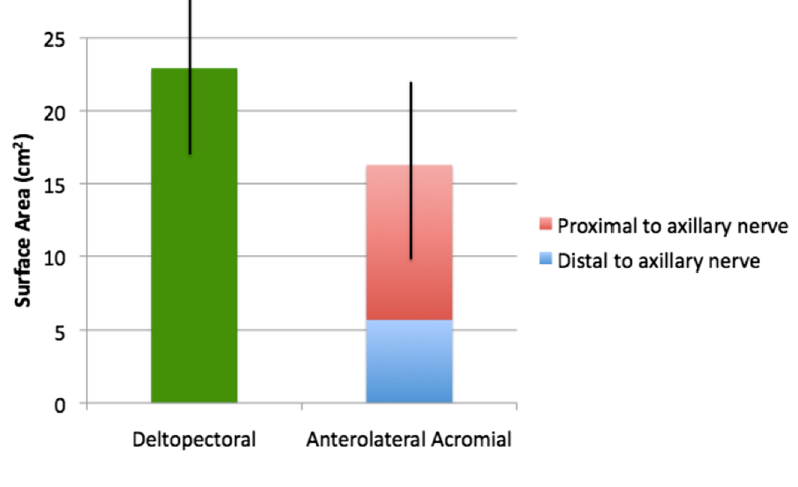 25
20
15
10
5
0
Surface Area (cm²)
Deltopectoral
Anterolateral Acromial
Proximal to axillary nerve
Distal to axillary nerve